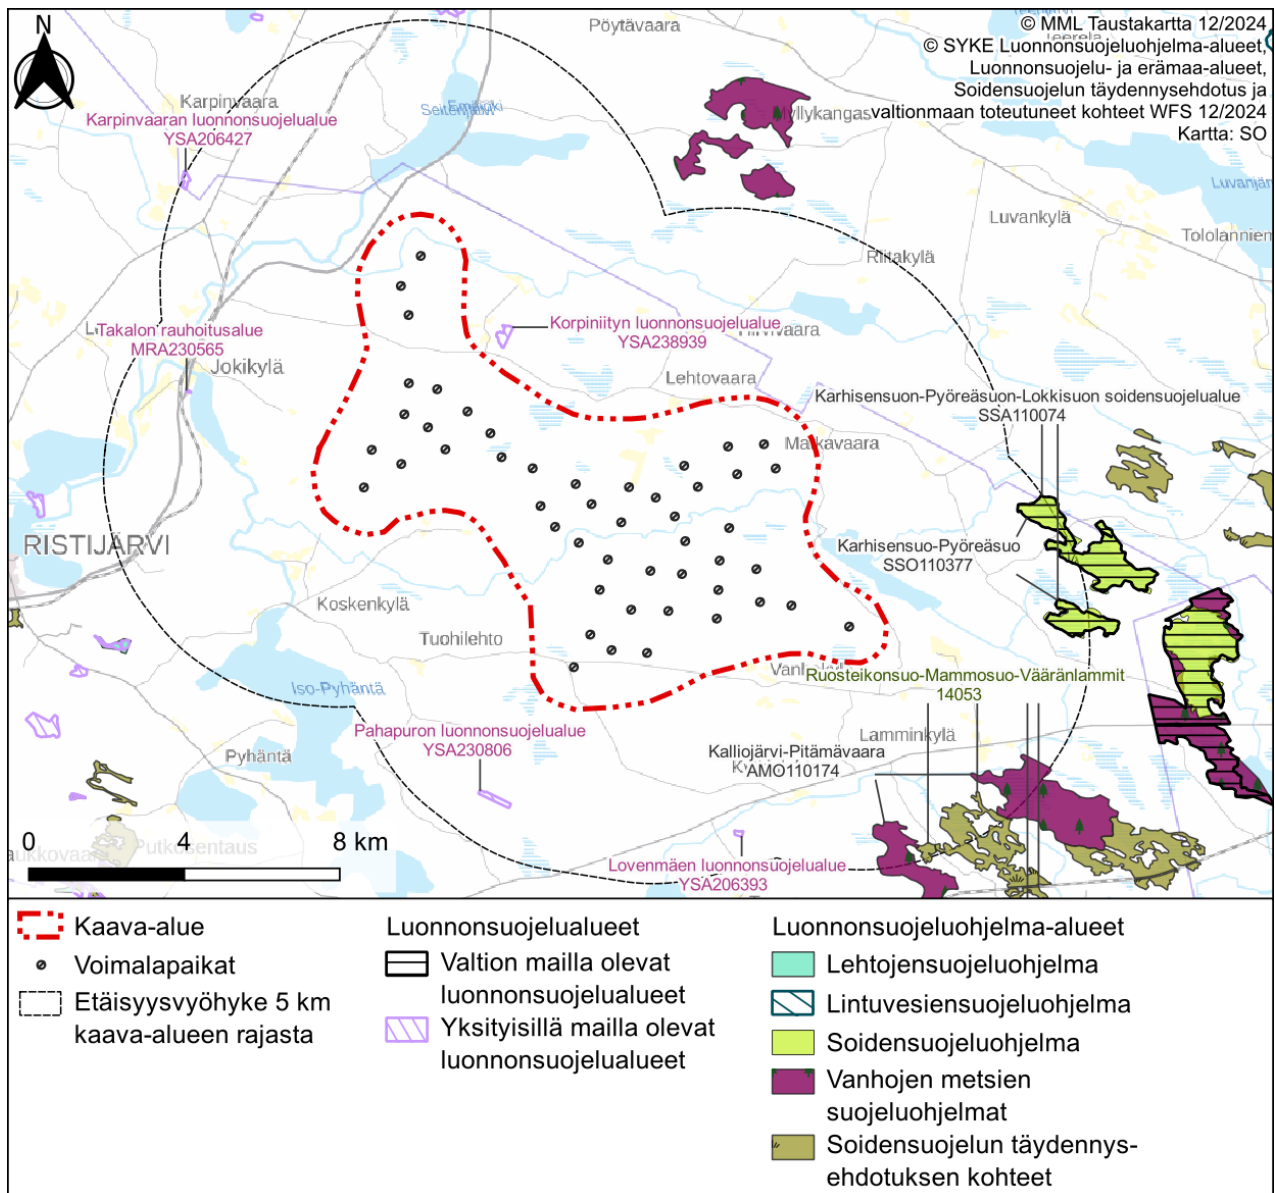 N
Pöytävaara
© MML Taustakartta 12/2024
© SYKE Luonnonsuojeluohjelma-alueet,
Luonnonsuojelu- ja erämaa-alueet,
Soidensuojelun täydennysehdotus ja
valtionmaan toteutuneet kohteet WFS 12/2024
Kartta: SO
Karpinvaara
Karpinvaaran luonnonsuojelualue
YSA206427
Luvankylä
Tololanniem
Riitakylä
Takalon rauhoitusalue
MRA230565
Jokikylä
Korpiniityn luonnonsuojelualue
YSA238939
Lehtovaara
Karhisensuon-Pyöreäsuon-Lokkisuon soidensuojelualue
SSA110074
Matkavaara
RISTIJÄRVI
Karhisensuo-Pyöreäsuo
SSO110377
Koskenkylä
Tuohilehto
Ruosteikonsuo-Mammosuo-Vääränlammit
14053
Iso-Pyhäntä
Pahapuron luonnonsuojelualue
YSA230806
Lamminkylä
Kalliojärvi-Pitämävaara
AMO110174
Pyhäntä
0 4 8 km
Putkosentaus
Lovenmäen luonnonsuojelualue
YSA206393
Kaava-alue
Voimalapaikat
Etäisyysvyöhyke 5 km
kaava-alueen rajasta
Luonnonsuojelualueet
Valtion mailla olevat
luonnonsuojelualueet
Yksityisillä mailla olevat
luonnonsuojelualueet
Luonnonsuojeluohjelma-alueet
Lehtojensuojeluohjelma
Lintuvesiensuojeluohjelma
Soidensuojeluohjelma
Vanhojen metsien
suojeluohjelmat
Soidensuojelun täydennys-
ehdotuksen kohteet